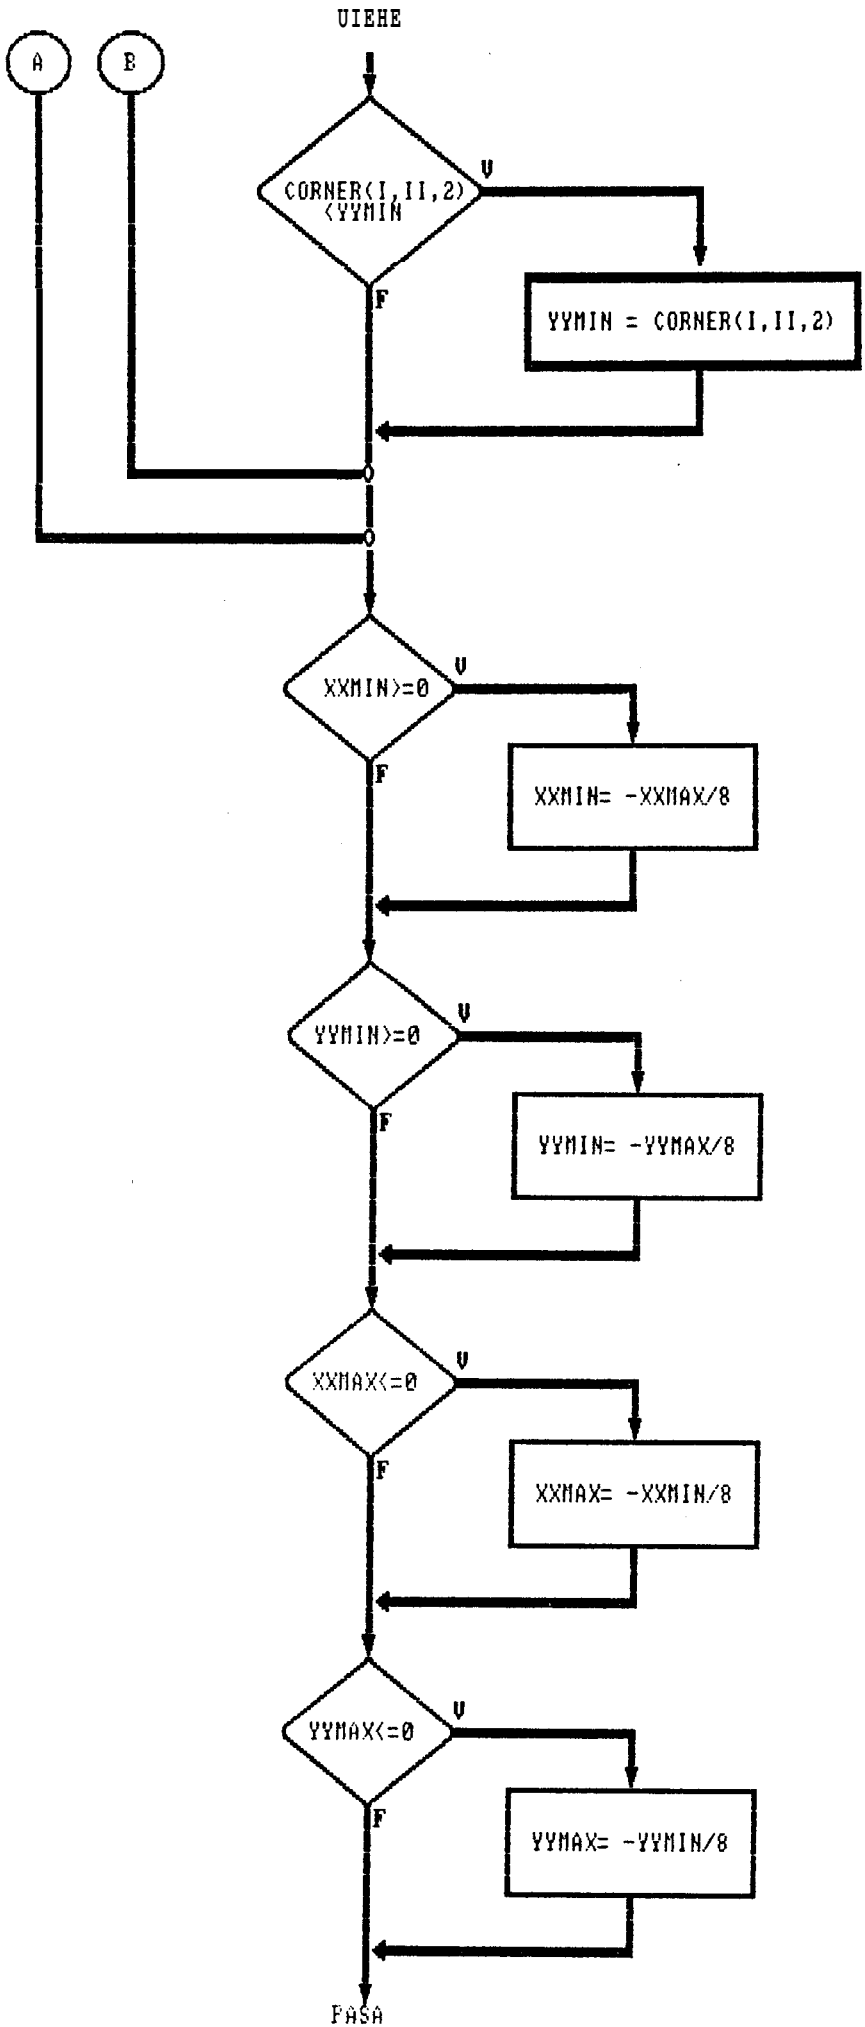 VIENE
A
B
CORNER(I,II,2)
<YYMIN
V
F
YYMIN = CORNER(I,II,2)
XXMIN>=0
V
F
XXMIN= -XXMAX/8
YYMIN>=0
V
F
YYMIN= -YYMAX/8
XXMAX<=0
V
F
XXMAX= -XXMIN/8
YYMAX<=0
V
F
YYMAX= -YYMIN/8
PASA